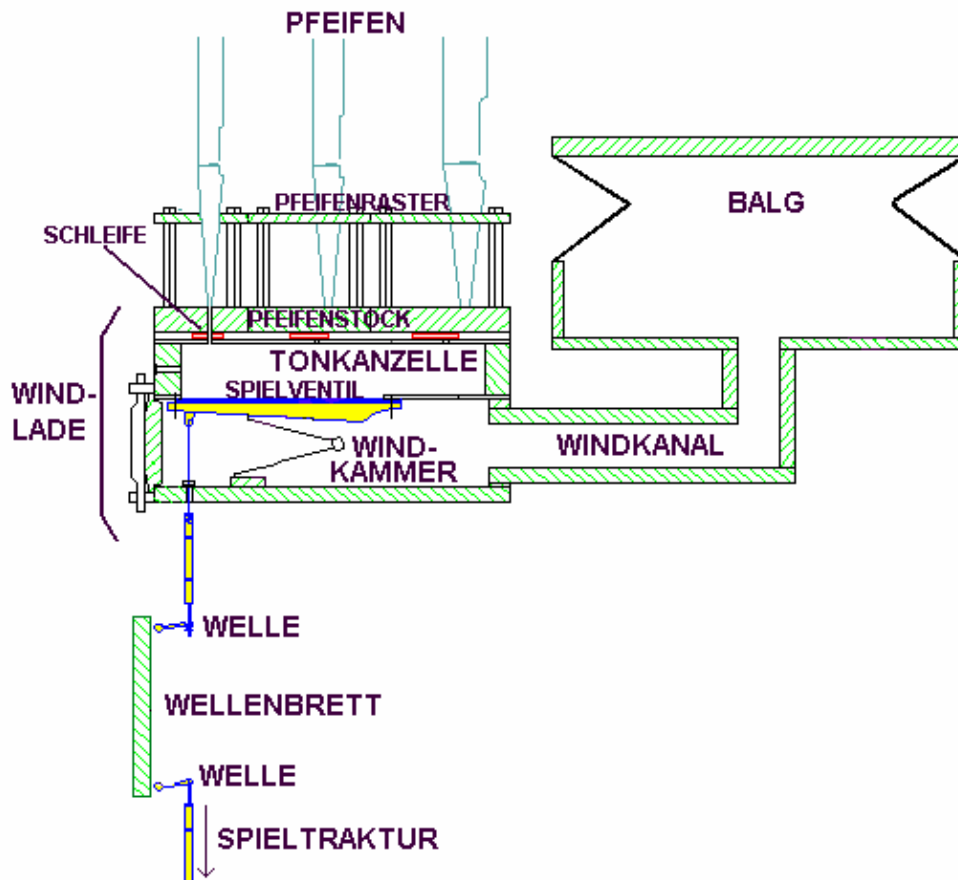 PFEIFEN
PFEIFENRASTER
BALG
SCHLEIFE
PFEIFENSTOCK
TONKANZELLE
SPIELVENTIL
WIND-
LADE
WIND-
KAMMER
WINDKANAL
WELLE
WELLENBRETT
WELLE
SPIELTRAKTUR